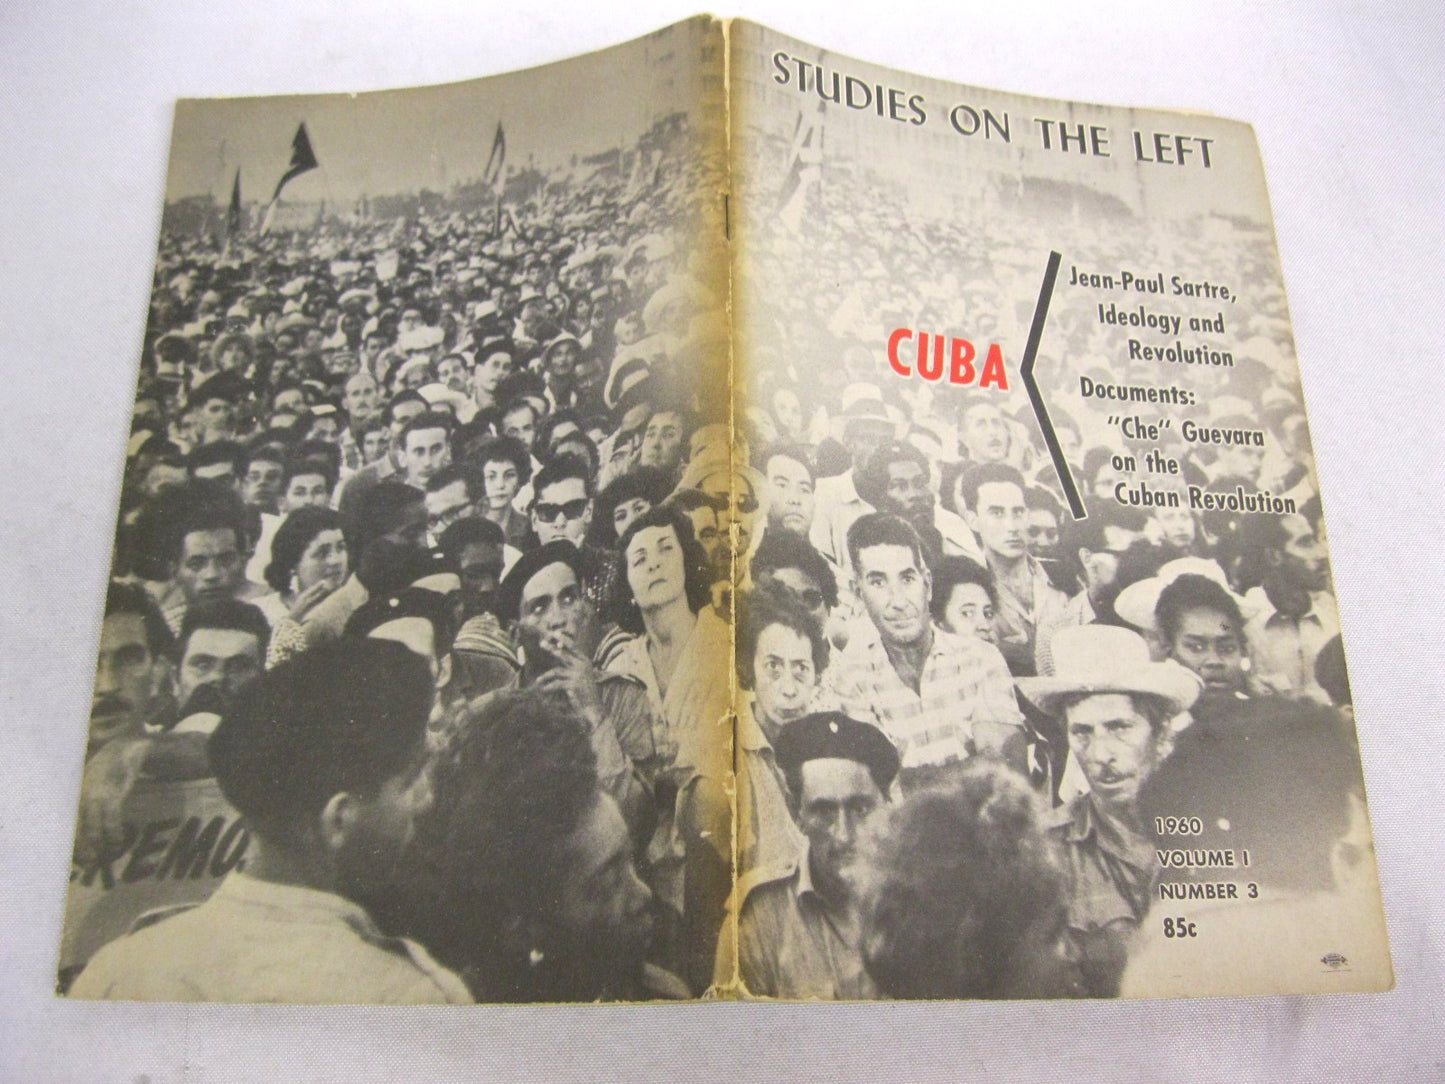 REMO
STUDIES ON THE LEFT
CUBA
Jean-Paul Sartre,
Ideology and
Revolution
Documents:
"Che" Guevara
on the
Cuban Revolution
1960
VOLUME I
NUMBER 3
85c